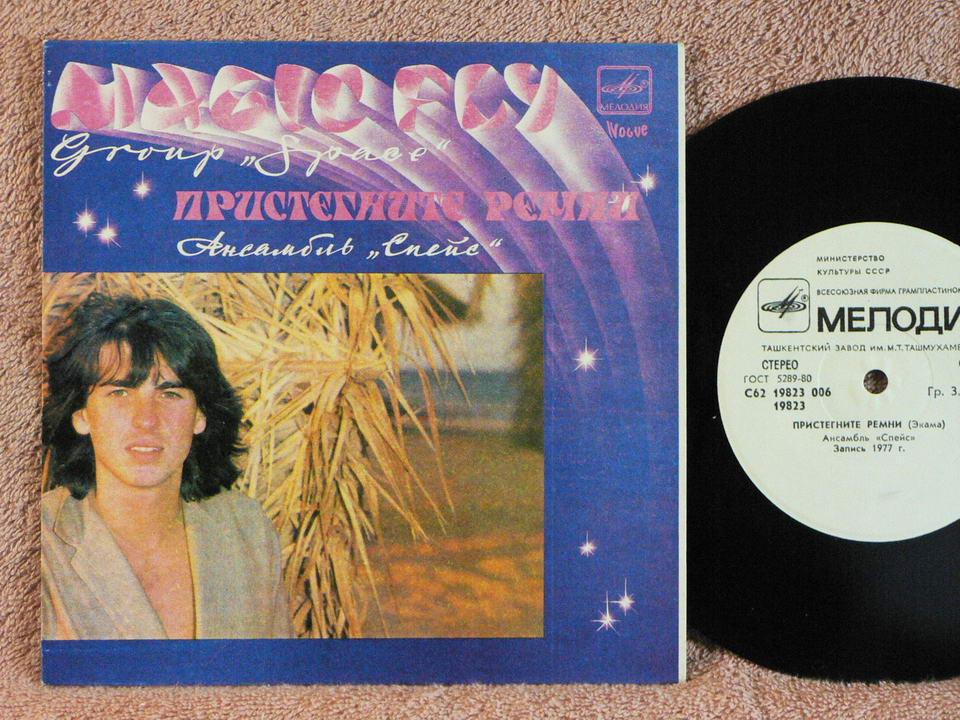 MAGIC FLY
МЕЛОДИЯ
Vogue
Group „Space“
ПРИСТЕГНИТЕ РЕМНИ
Ансамбль „Спейс“
МИНИСТЕРСТВО
КУЛЬТУРЫ СССР
ВСЕСОЮЗНАЯ ФИРМА ГРАМПЛАСТИНОК
МЕЛОДИ
ТАШКЕНТСКИЙ ЗАВОД ИМ. М.Т. ТАШМУХАМЕ
СТЕРЕО
ГОСТ 5289-80
С62 19823 006
Гр. 3.
19823
ПРИСТЕГНИТЕ РЕМНИ (Экама)
Ансамбль «Спейс»
Запись 1977 г.